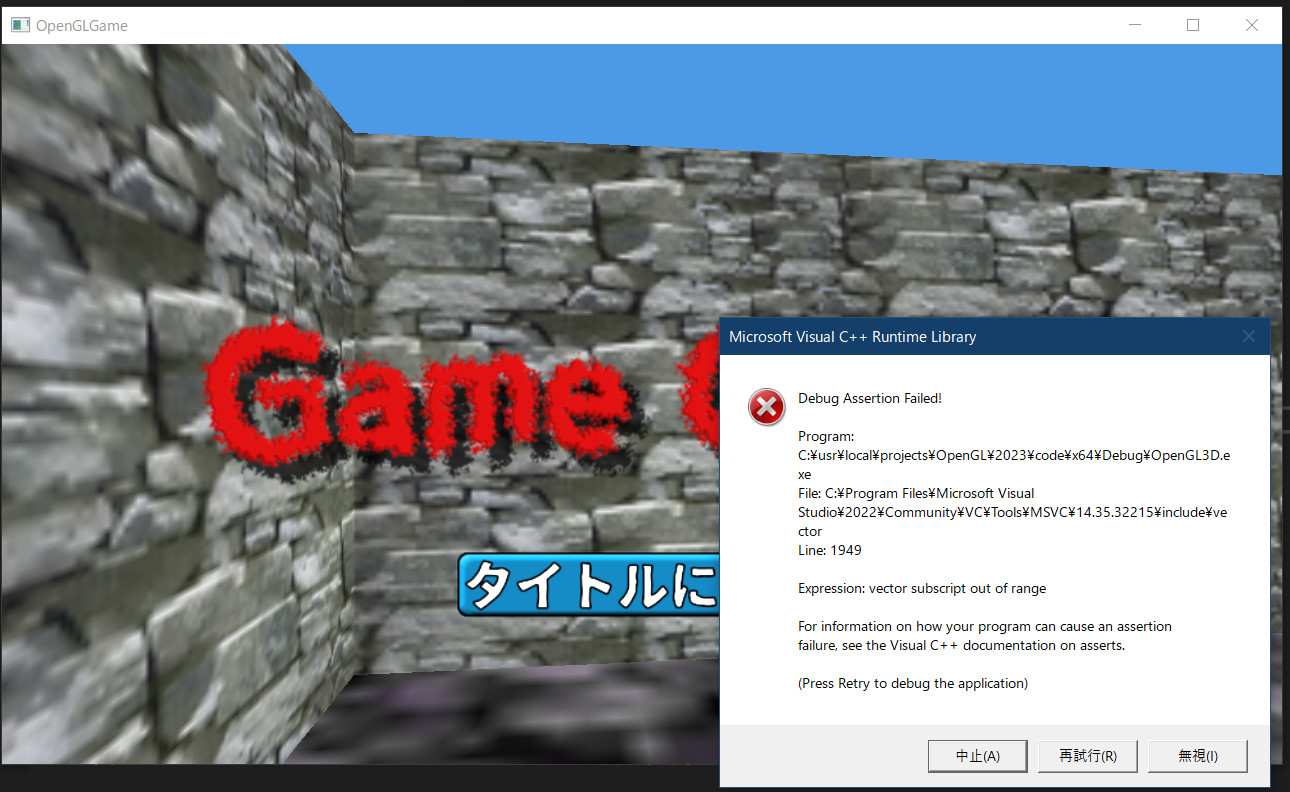 OpenGLGame
Game
タイトルに
Microsoft Visual C++ Runtime Library
Debug Assertion Failed!
Program:
C:¥usr¥local¥projects¥OpenGL¥2023¥code¥x64¥Debug¥OpenGL3D.e
xe
File: C:¥Program Files¥Microsoft Visual
Studio¥2022¥Community¥VC¥Tools¥MSVC¥14.35.32215¥include¥ve
ctor
Line: 1949
Expression: vector subscript out of range
For information on how your program can cause an assertion
failure, see the Visual C++ documentation on asserts.
(Press Retry to debug the application)
中止(A) 再試行(R) 無視(I)